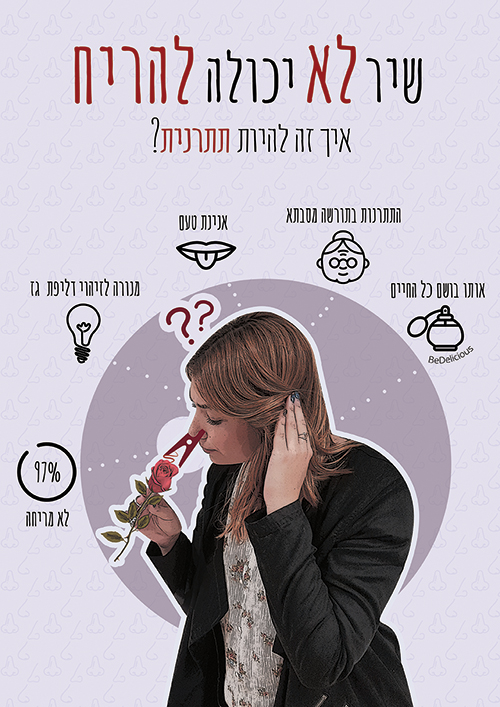 שיר לא יכולה להריח
איך זה להיות תתרנית?
התתרנות בתורשה מסבתא
אנינת טעם
אותו בושם כל החיים
מנורה לזיהוי דליפת גז
BeDelicious
??
97%
לא מריחה